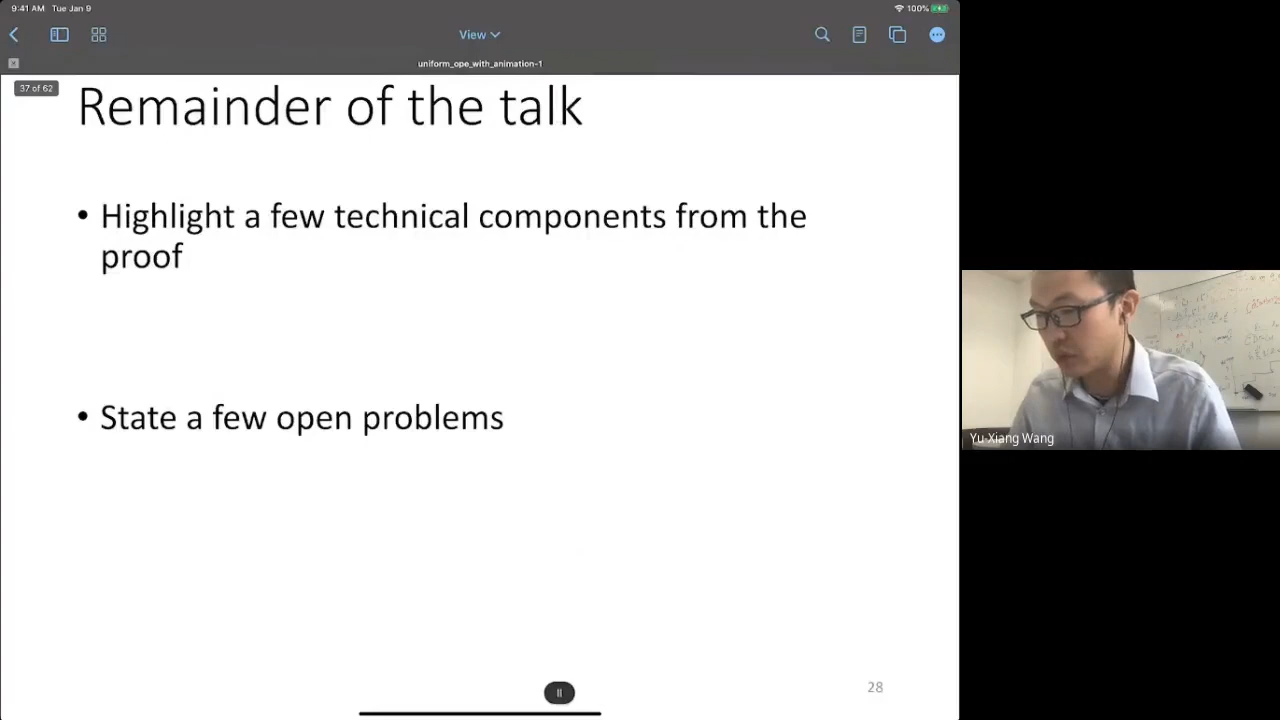 9:41 AM Tue Jan 9
100%
View
uniform_ope_with_animation-1
37 of 62
Remainder of the talk
• Highlight a few technical components from the
proof
• State a few open problems
28
Yu-Xiang Wang